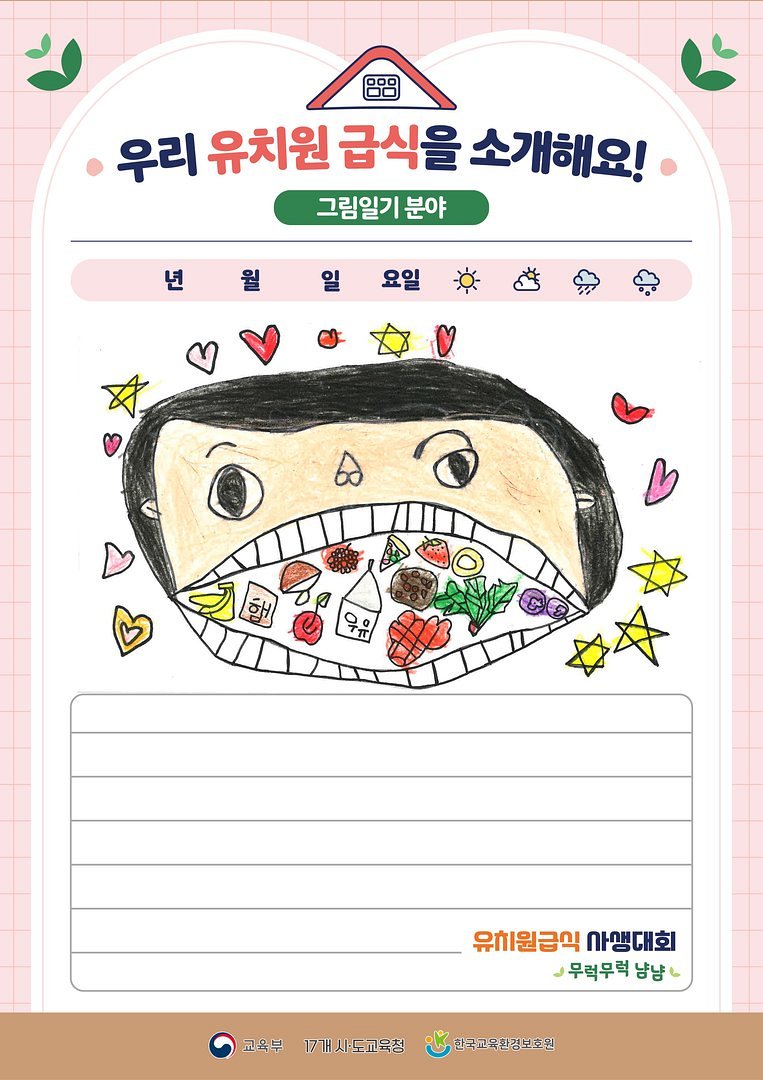 우리 유치원 급식을 소개해요!
그림일기 분야
년 월 일 요일
햄
우유
유치원급식 사생대회
무럭무럭 냠냠
교육부 17개 시·도교육청 한국교육환경보호원